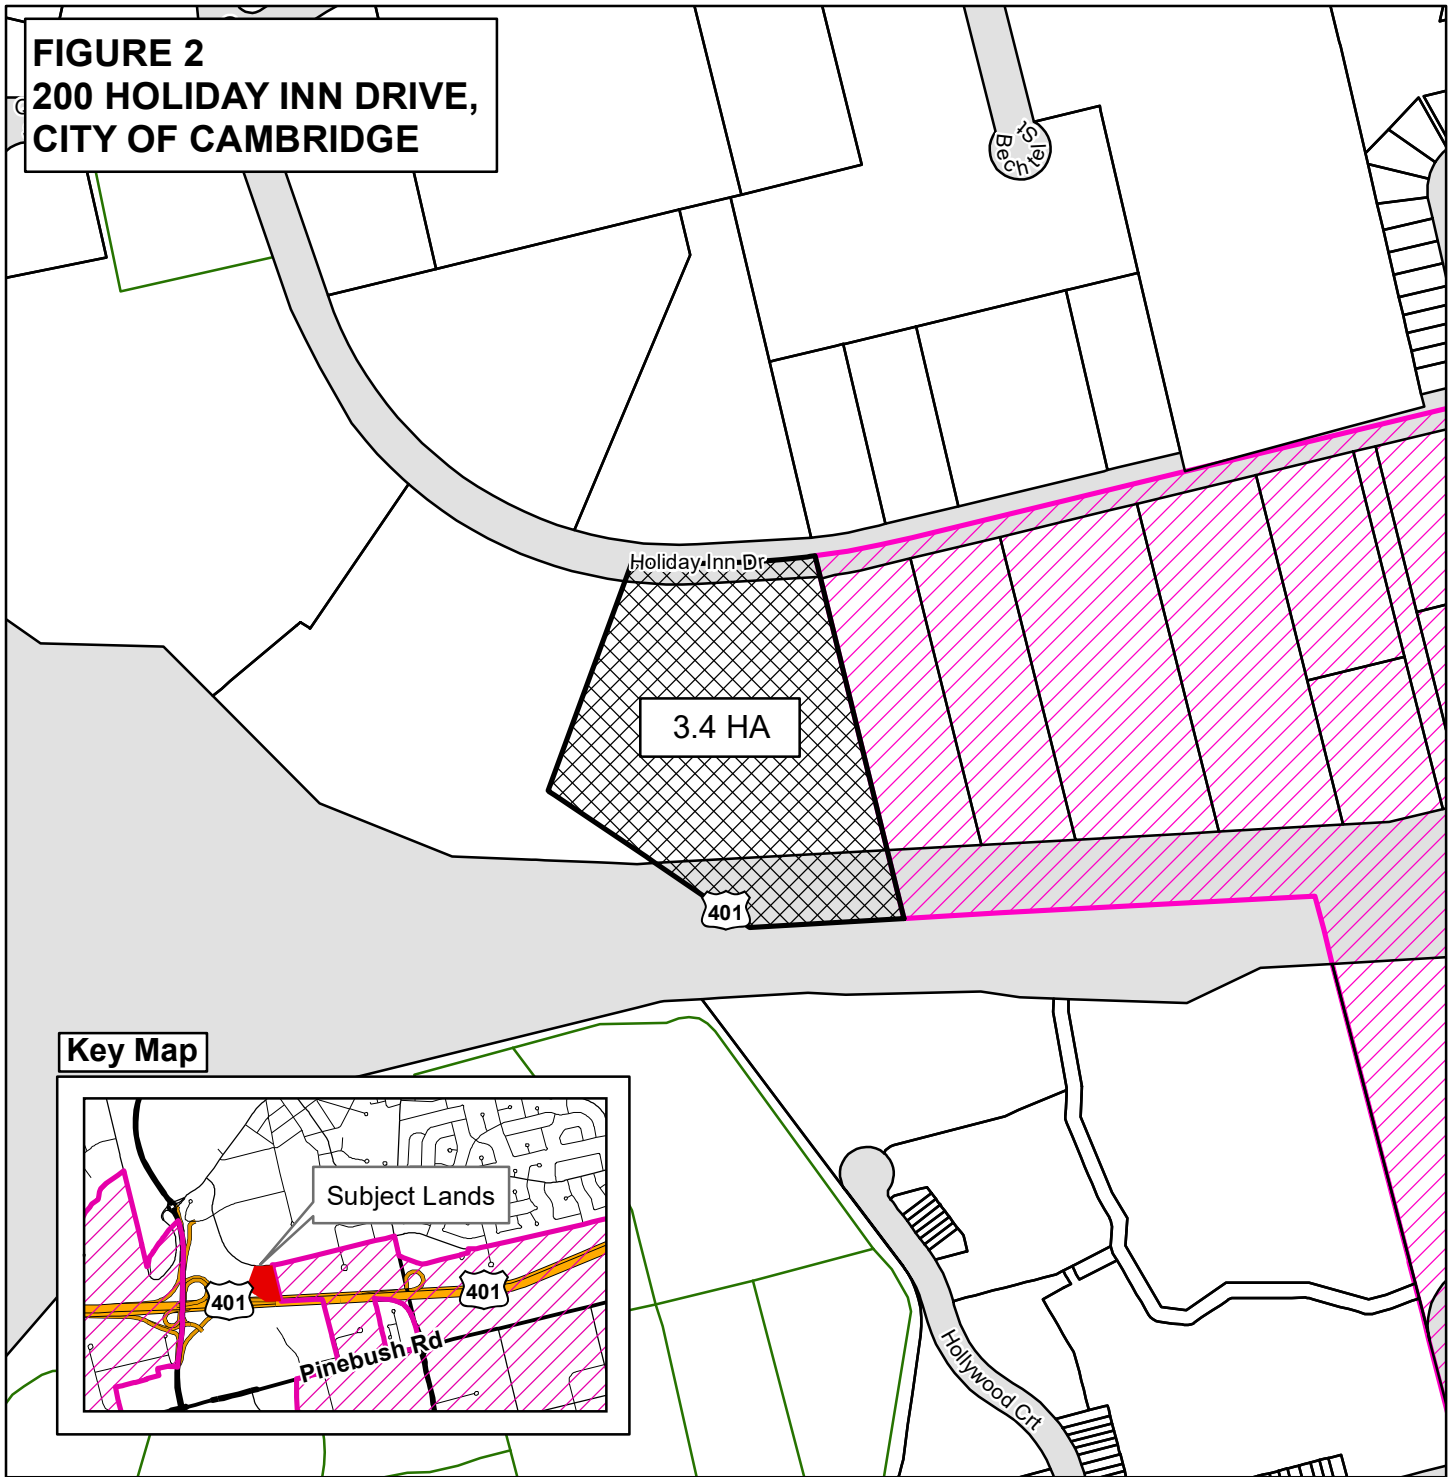 FIGURE 2
200 HOLIDAY INN DRIVE,
CITY OF CAMBRIDGE
Bechtel
St
Holiday Inn Dr
3.4 HA
401
Key Map
Subject Lands
401
401
Pinebush Rd
Hollywood Crt